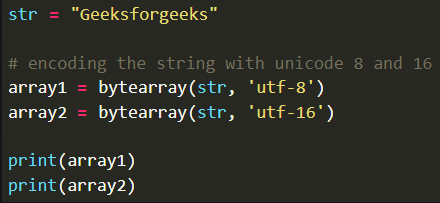 str = "Geeksforgeeks"
# encoding the string with unicode 8 and 16
array1 = bytearray(str, 'utf-8')
array2 = bytearray(str, 'utf-16')
print(array1)
print(array2)